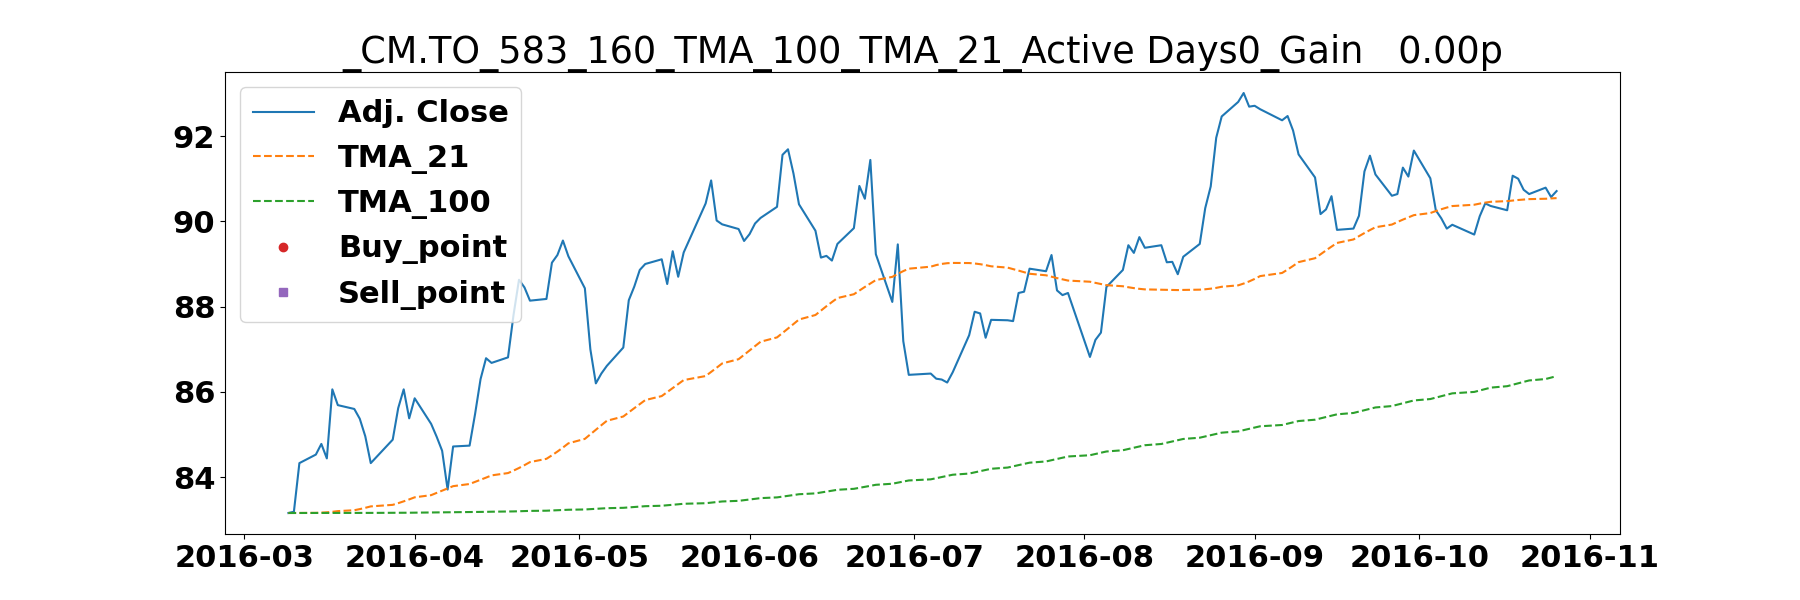 _CM.TO_583_160_TMA_100_TMA_21_Active Days0_Gain   0.00p
Adj. Close
TMA_21
TMA_100
Buy_point
Sell_point
92
90
88
86
84
2016-03 2016-04 2016-05 2016-06 2016-07 2016-08 2016-09 2016-10 2016-11